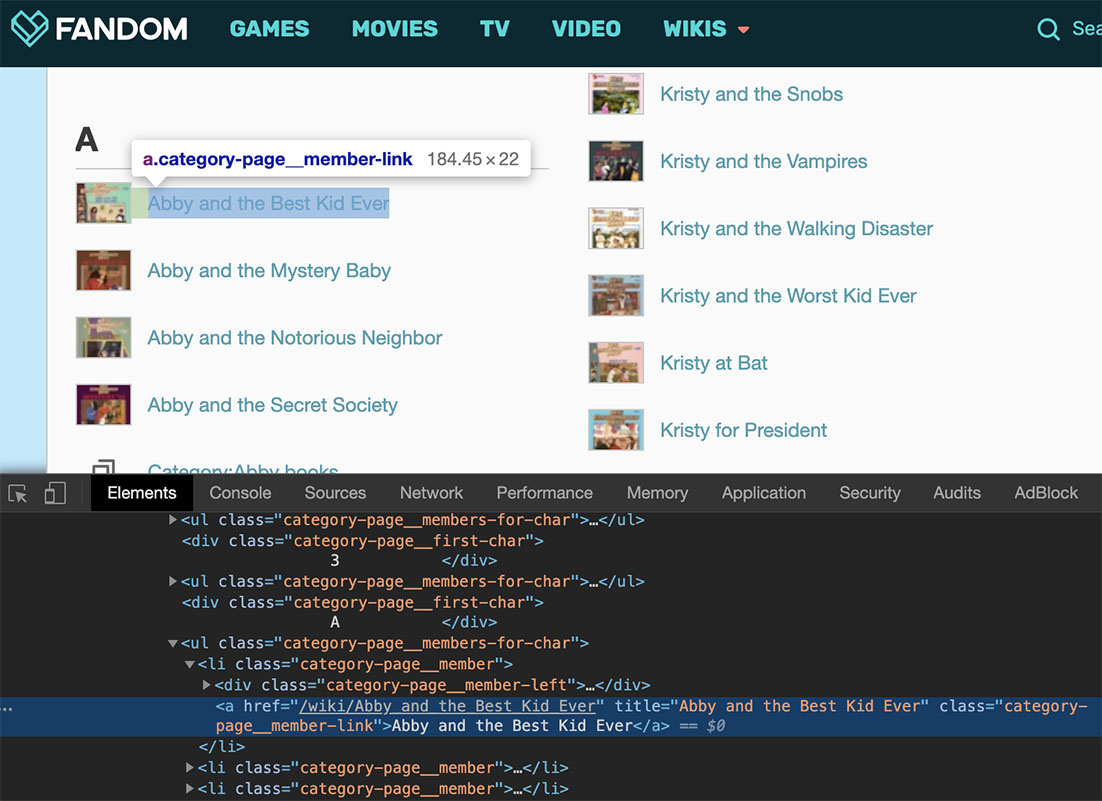 FANDOM GAMES MOVIES TV VIDEO WIKIS Sea
A
a.category-page__member-link 184.45 × 22
Abby and the Best Kid Ever
Abby and the Mystery Baby
Abby and the Notorious Neighbor
Abby and the Secret Society
Category:Abby books
Kristy and the Snobs
Kristy and the Vampires
Kristy and the Walking Disaster
Kristy and the Worst Kid Ever
Kristy at Bat
Kristy for President
Elements Console Sources Network Performance Memory Application Security Audits AdBlock
<ul class="category-page__members-for-char">…</ul>
<div class="category-page__first-char">
3 </div>
<ul class="category-page__members-for-char">…</ul>
<div class="category-page__first-char">
A </div>
<ul class="category-page__members-for-char">
<li class="category-page__member">
<div class="category-page__member-left">…</div>
<a href="/wiki/Abby_and_the_Best_Kid_Ever" title="Abby and the Best Kid Ever" class="category-
page__member-link">Abby and the Best Kid Ever</a> == $0
</li>
<li class="category-page__member">…</li>
<li class="category-page__member">…</li>